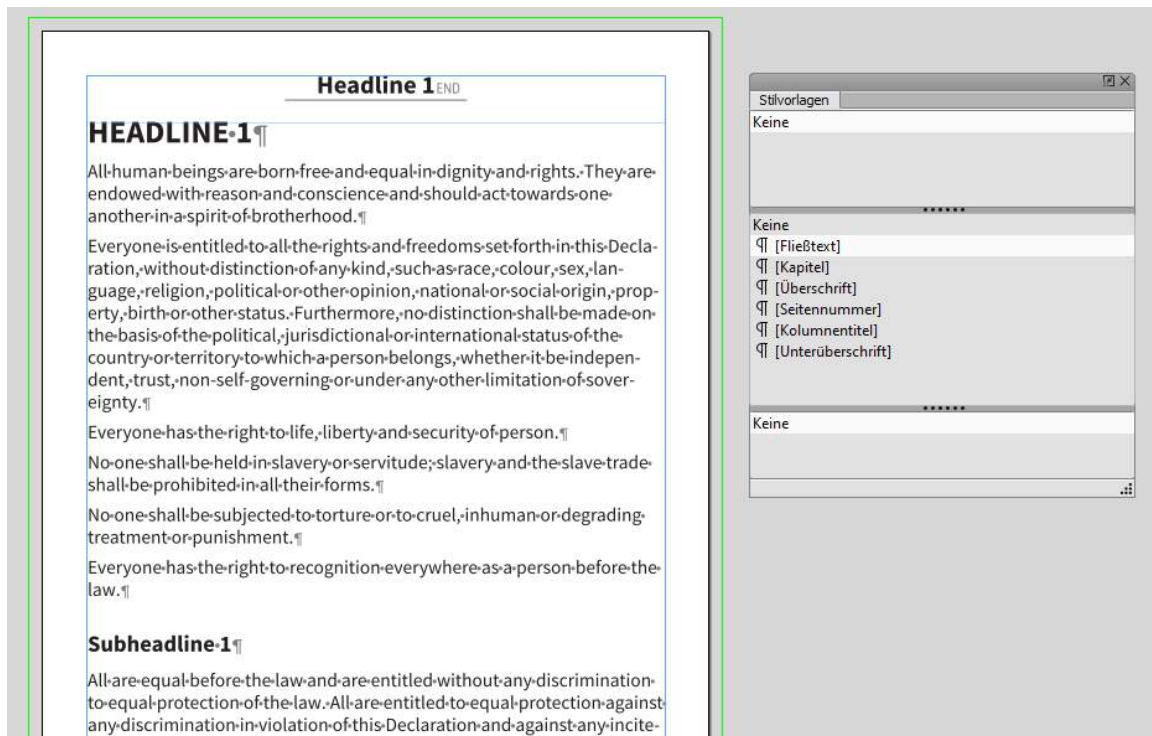 Headline 1END
HEADLINE·1¶
All·human·beings·are·born·free·and·equal·in·dignity·and·rights.·They·are·
endowed·with·reason·and·conscience·and·should·act·towards·one·
another·in·a·spirit·of·brotherhood.¶
Everyone·is·entitled·to·all·the·rights·and·freedoms·set·forth·in·this·Decla-
ration,·without·distinction·of·any·kind,·such·as·race,·colour,·sex,·lan-
guage,·religion,·political·or·other·opinion,·national·or·social·origin,·prop-
erty,·birth·or·other·status.·Furthermore,·no·distinction·shall·be·made·on·
the·basis·of·the·political,·jurisdictional·or·international·status·of·the·
country·or·territory·to·which·a·person·belongs,·whether·it·be·indepen-
dent,·trust,·non-self-governing·or·under·any·other·limitation·of·sover-
eignty.¶
Everyone·has·the·right·to·life,·liberty·and·security·of·person.¶
No·one·shall·be·held·in·slavery·or·servitude;·slavery·and·the·slave·trade·
shall·be·prohibited·in·all·their·forms.¶
No·one·shall·be·subjected·to·torture·or·to·cruel,·inhuman·or·degrading·
treatment·or·punishment.¶
Everyone·has·the·right·to·recognition·everywhere·as·a·person·before·the·
law.¶
Subheadline·1¶
All·are·equal·before·the·law·and·are·entitled·without·any·discrimination·
to·equal·protection·of·the·law.·All·are·entitled·to·equal·protection·against·
any·discrimination·in·violation·of·this·Declaration·and·against·any·incite-
Stilvorlagen
Keine
Keine
¶ [Fließtext]
¶ [Kapitel]
¶ [Überschrift]
¶ [Seitennummer]
¶ [Kolumnentitel]
¶ [Unterüberschrift]
Keine